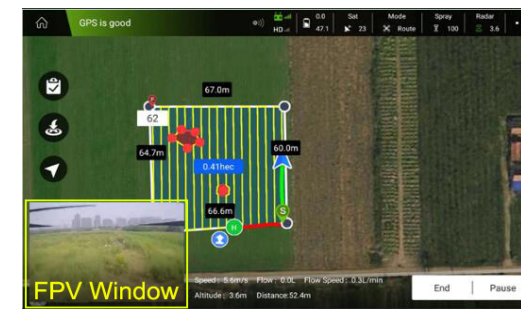 GPS is good
HD
0.0
47.1
Sat
23
Mode
Route
Spray
100
Radar
3.6
67.0m
62
64.7m
60.0m
0.41hec
66.6m
S
H
FPV Window
Speed: 5.6m/s Flow: 0.0L Flow Speed: 0.3L/min
Altitude: 3.6m Distance:52.4m
End
Pause